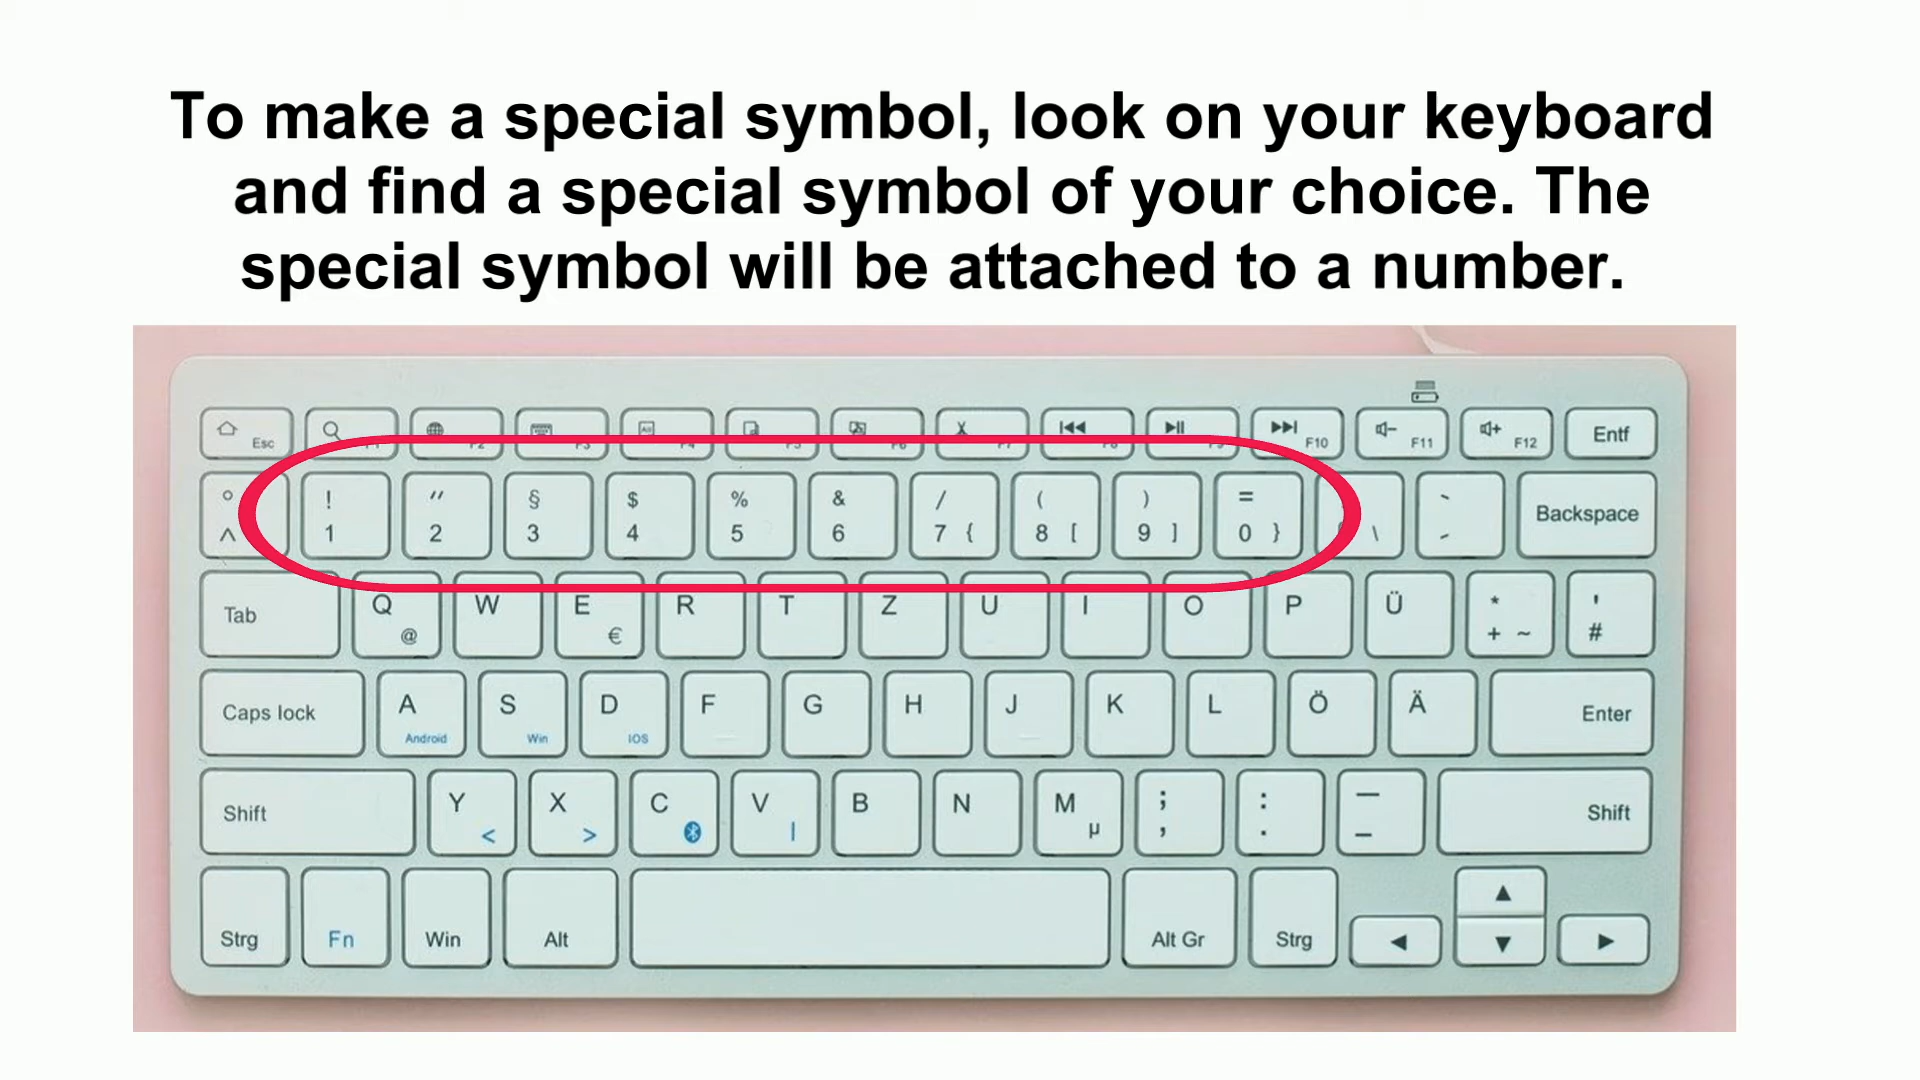 To make a special symbol, look on your keyboard
and find a special symbol of your choice. The
special symbol will be attached to a number.
Esc F10 F11 F12 Entf
° ^ ! 1 " 2 § 3 $ 4 % 5 & 6 / 7 { 8 ( [ 9 ) ] 0 = } \ ` ´ Backspace
Tab Q @ W E € R T Z U I O P Ü * + ~ ' #
Caps lock A Android S Win D IOS F G H J K L Ö Ä Enter
Shift Y < X > C V | B N M µ ; , : . — – Shift
Strg Fn Win Alt Alt Gr Strg